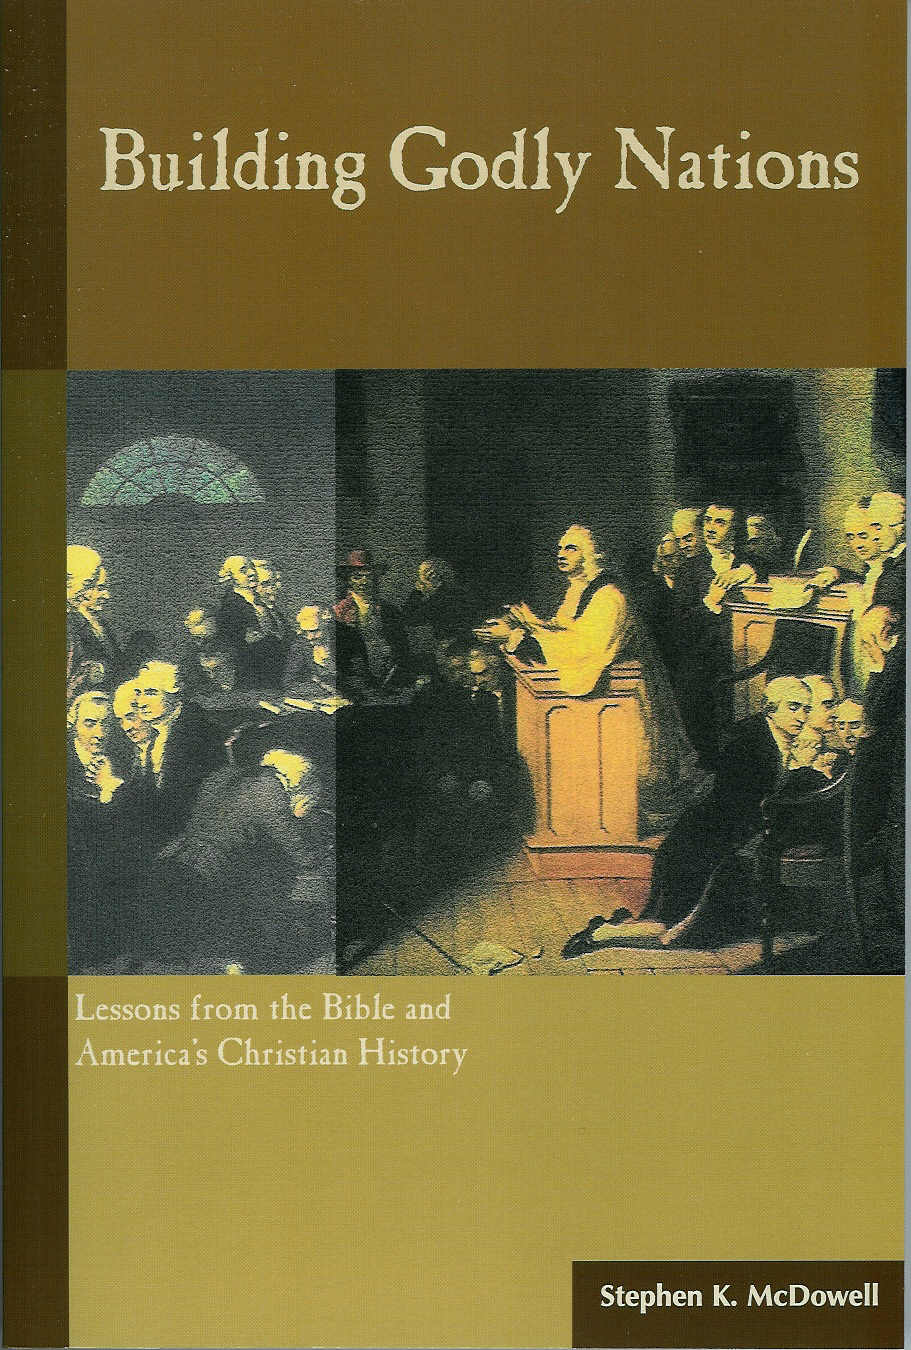 Building Godly Nations
Lessons from the Bible and
America's Christian History
Stephen K. McDowell